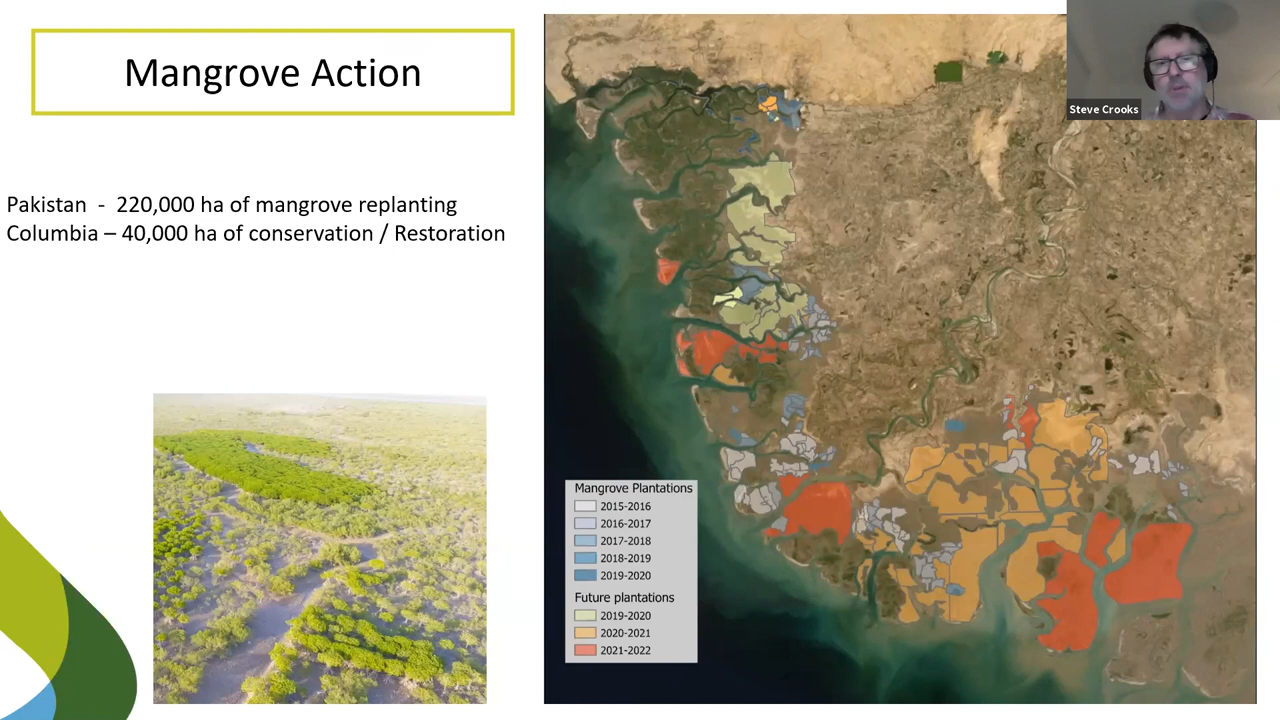 Mangrove Action
Pakistan - 220,000 ha of mangrove replanting
Columbia – 40,000 ha of conservation / Restoration
Steve Crooks
Mangrove Plantations
2015-2016
2016-2017
2017-2018
2018-2019
2019-2020
Future plantations
2019-2020
2020-2021
2021-2022